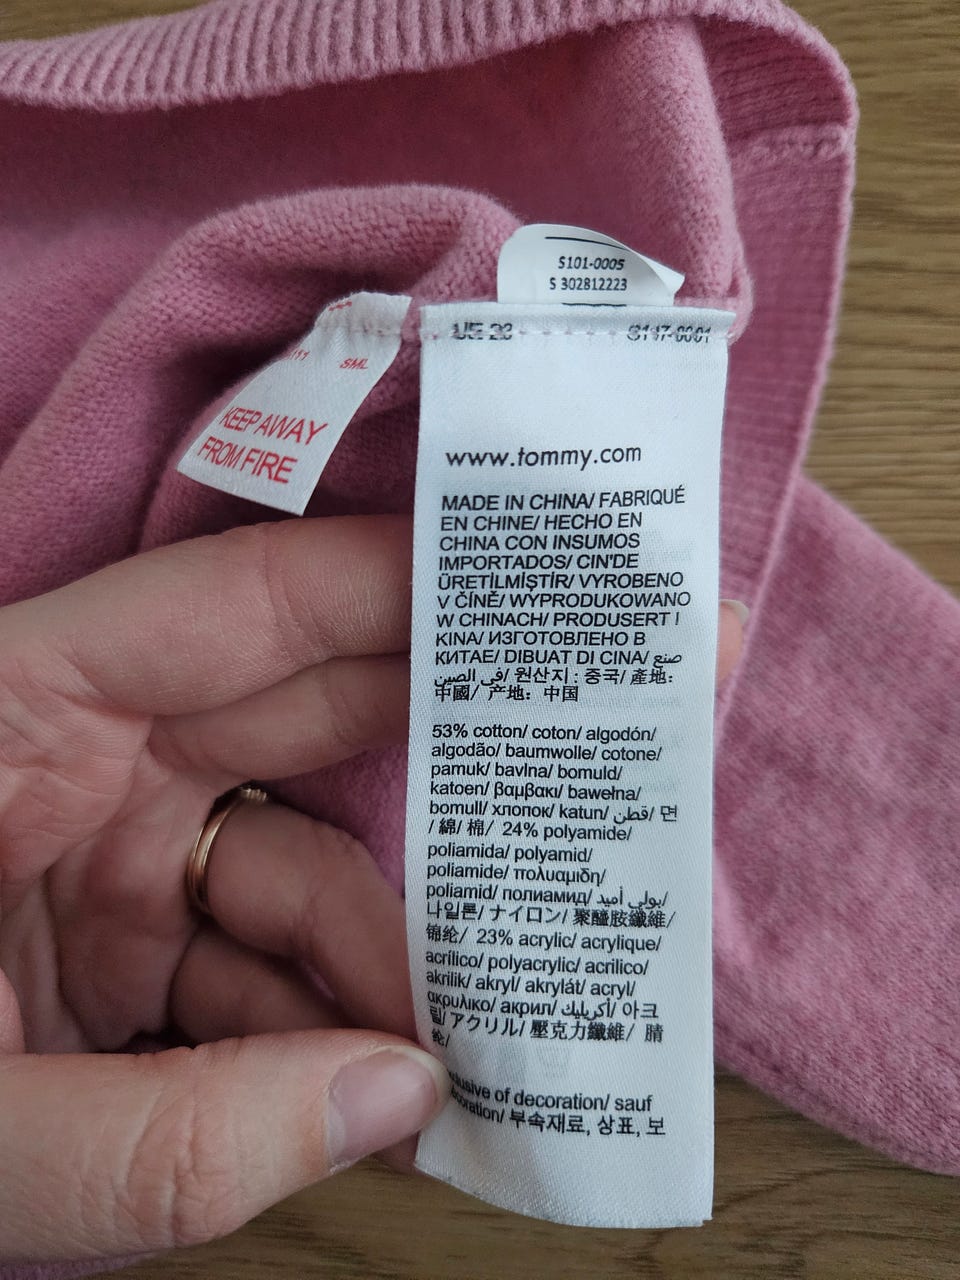 S101-0005
S 302812223
SML
KEEP AWAY
FROM FIRE
www.tommy.com
MADE IN CHINA/ FABRIQUÉ
EN CHINE/ HECHO EN
CHINA CON INSUMOS
IMPORTADOS/ CIN'DE
ÜRETİLMİŞTİR/ VYROBENO
V ČÍNĚ/ WYPRODUKOWANO
W CHINACH/ PRODUSERT I
KINA/ ИЗГОТОВЛЕНО В
КИТАЕ/ DIBUAT DI CINA/ صنع
في الصين/ 원산지 : 중국/ 產地:
中國/ 产地: 中国
53% cotton/ coton/ algodón/
algodão/ baumwolle/ cotone/
pamuk/ bavlna/ bomuld/
katoen/ βαμβακι/ bawełna/
bomull/ хлопок/ katun/ قطن/ 면
/ 綿/ 棉/ 24% polyamide/
poliamida/ polyamid/
poliamide/ πολυαμιδη/
poliamid/ полиамид/ بولي أميد/
나일론/ ナイロン/ 聚醯胺纖維/
锦纶/ 23% acrylic/ acrylique/
acrílico/ polyacrylic/ acrilico/
akrilik/ akryl/ akrylát/ acryl/
ακρυλικο/ акрил/ أكريليك/ 아크
릴/ アクリル/ 壓克力纖維/ 腈
纶/
of decoration/ sauf
부속재료, 상표, 보